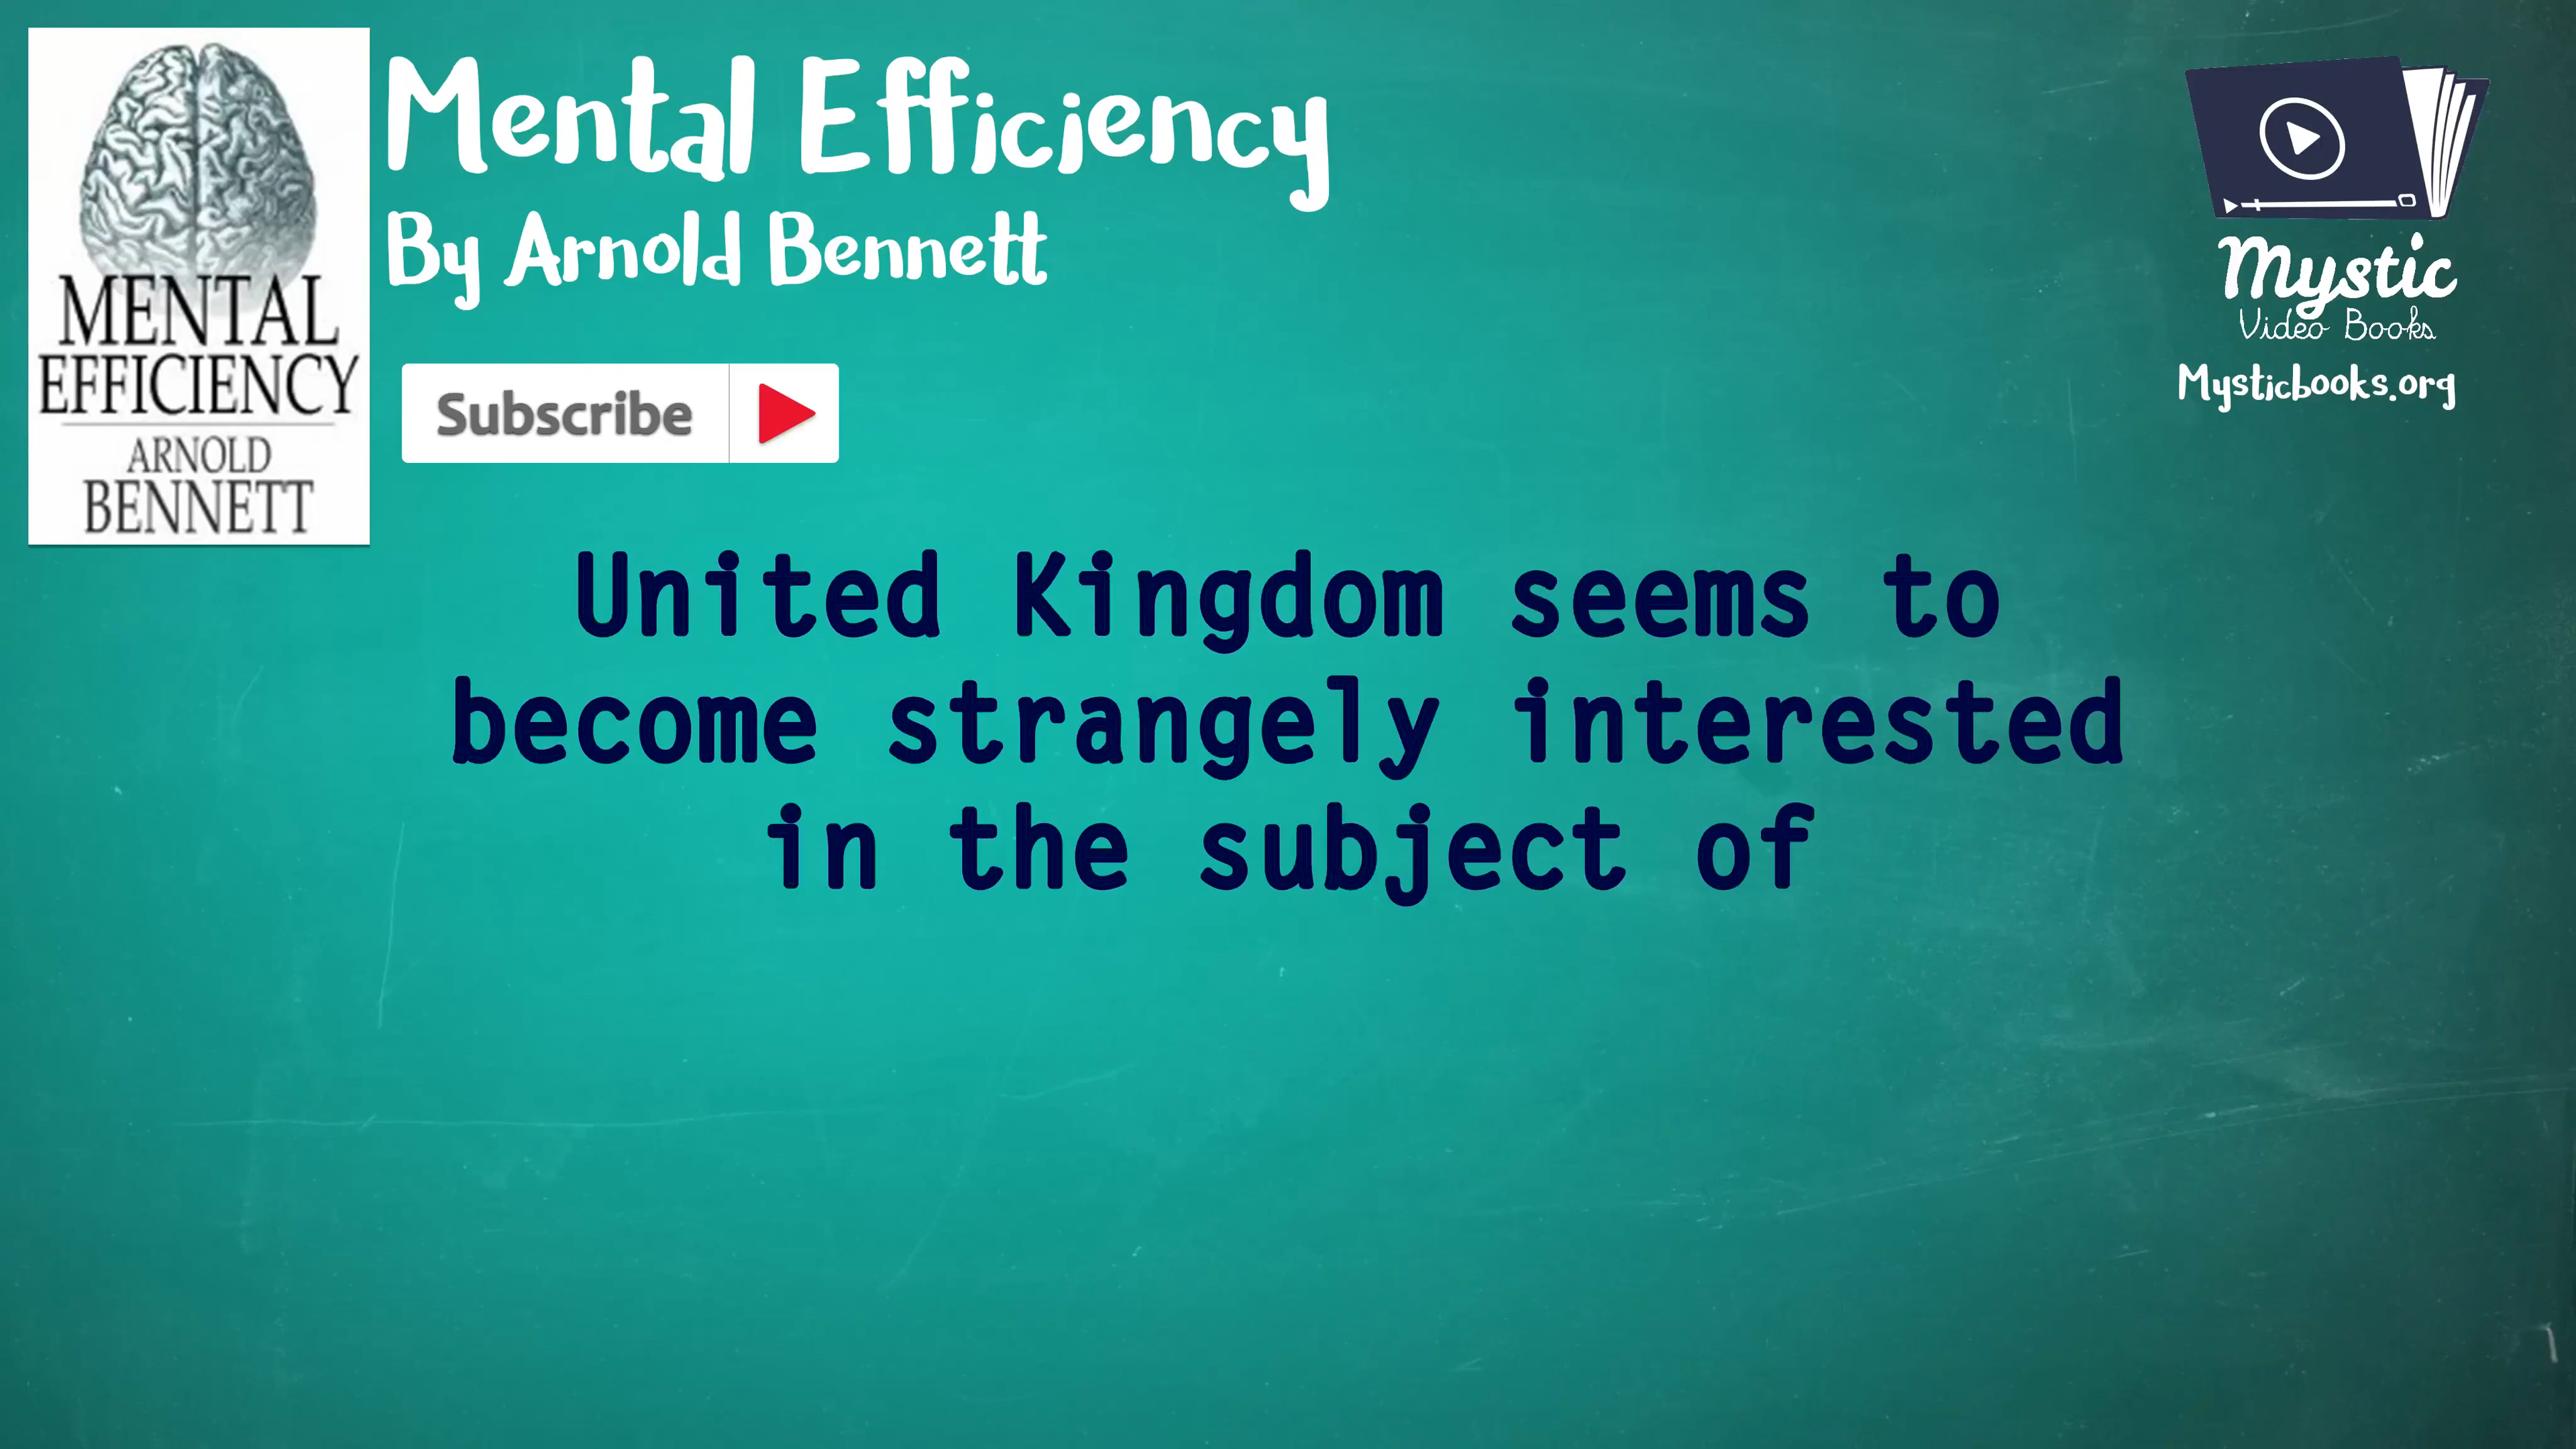 MENTAL
EFFICIENCY
ARNOLD
BENNETT
Mental Efficiency
By Arnold Bennett
Subscribe
Mystic
Video Books
Mysticbooks.org
United Kingdom seems to
become strangely interested
in the subject of